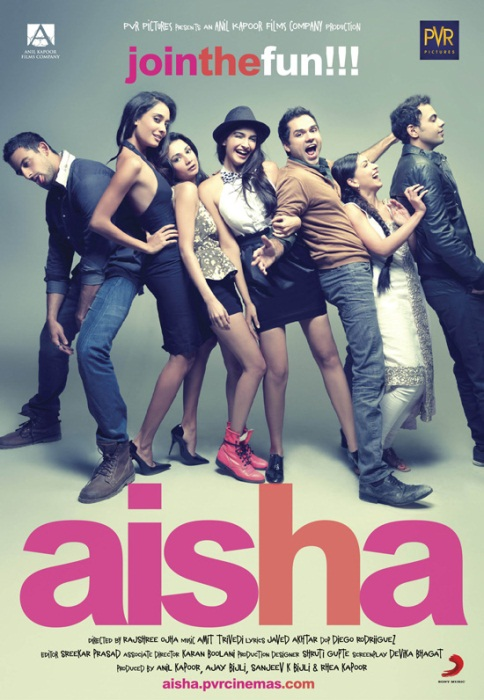 PVR PICTURES PRESENTS AN ANIL KAPOOR FILMS COMPANY PRODUCTION
ANIL KAPOOR
FILMS COMPANY
PVR
PICTURES
jointhefun!!!
aisha
DIRECTED BY RAJSHREE OJHA MUSIC AMIT TRIVEDI LYRICS JAVED AKHTAR DOP DIEGO RODRIGUEZ
EDITOR SREEKAR PRASAD ASSOCIATE DIRECTOR KARAN BOOLANI PRODUCTION DESIGNER SHRUTI GUPTE SCREENPLAY DEVIKA BHAGAT
PRODUCED BY ANIL KAPOOR, AJAY BIJLI, SANJEEV K BIJLI & RHEA KAPOOR
aisha.pvrcinemas.com
SONY MUSIC